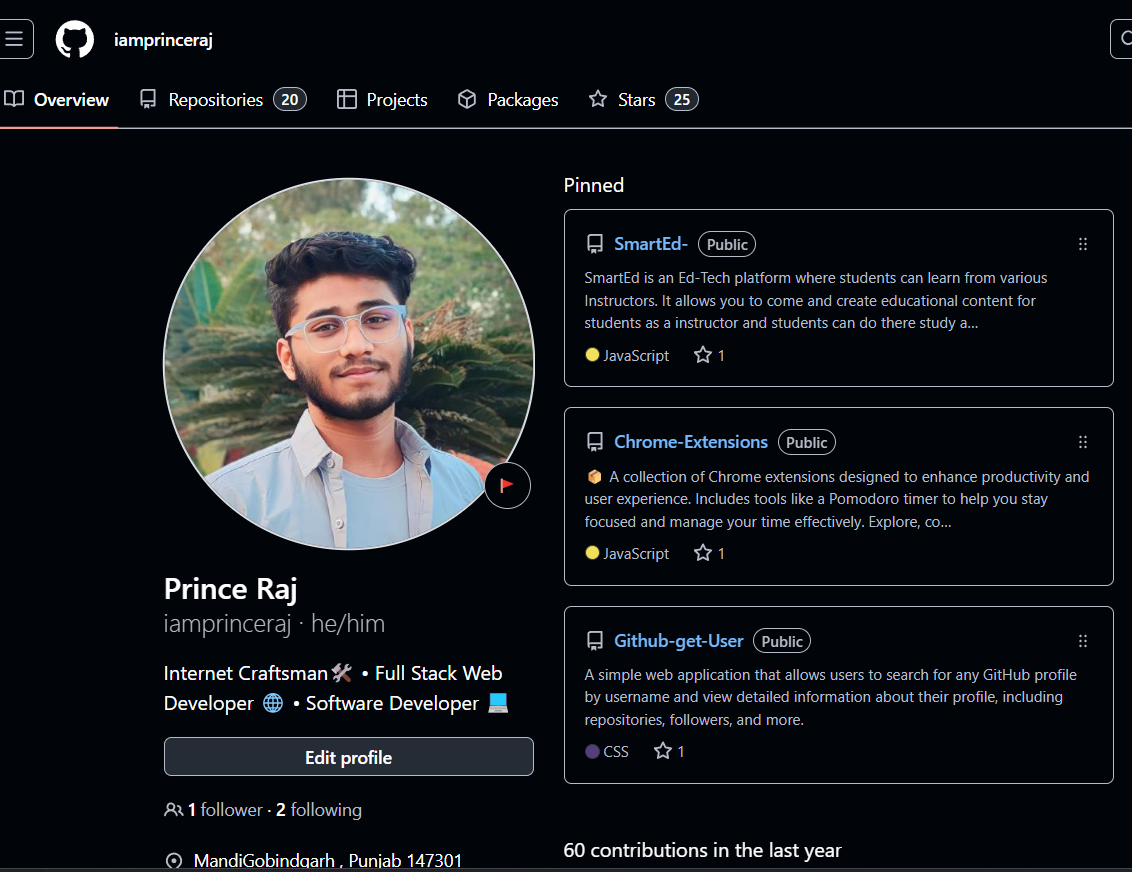 iamprinceraj
Overview Repositories 20 Projects Packages Stars 25
Prince Raj
iamprinceraj · he/him
Internet Craftsman🛠️ • Full Stack Web
Developer 🌐 • Software Developer 💻
Edit profile
1 follower · 2 following
MandiGobindgarh , Punjab 147301
Pinned
SmartEd- Public
SmartEd is an Ed-Tech platform where students can learn from various
Instructors. It allows you to come and create educational content for
students as a instructor and students can do there study a...
JavaScript 1
Chrome-Extensions Public
📦 A collection of Chrome extensions designed to enhance productivity and
user experience. Includes tools like a Pomodoro timer to help you stay
focused and manage your time effectively. Explore, co...
JavaScript 1
Github-get-User Public
A simple web application that allows users to search for any GitHub profile
by username and view detailed information about their profile, including
repositories, followers, and more.
CSS 1
60 contributions in the last year